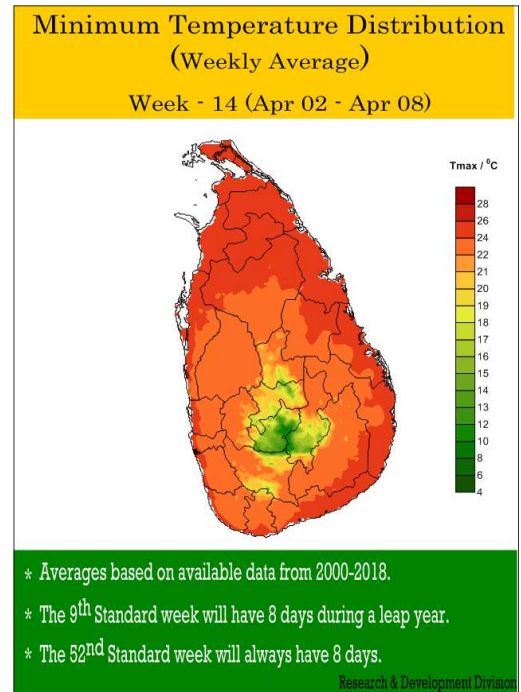 Minimum Temperature Distribution
(Weekly Average)
Week - 14 (Apr 02 - Apr 08)
Tmax / ⁰C
28
26
24
22
21
20
19
18
17
16
15
14
13
12
10
8
6
4
* Averages based on available data from 2000-2018.
* The 9th Standard week will have 8 days during a leap year.
* The 52nd Standard week will always have 8 days.
Research & Development Division